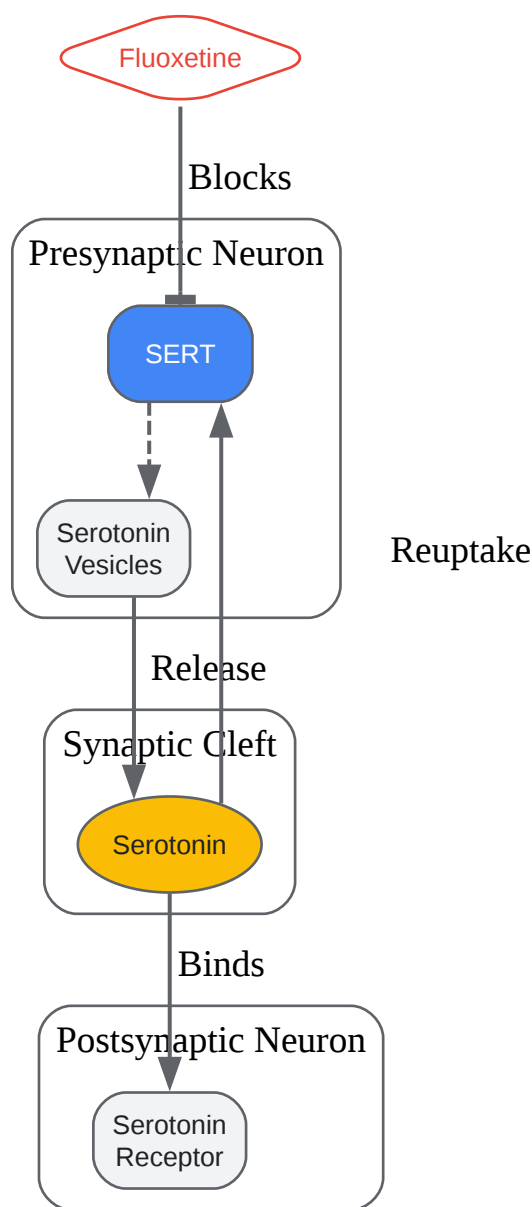 Fluoxetine
Blocks
Presynaptic Neuron
SERT
Serotonin
Vesicles
Reuptake
Release
Synaptic Cleft
Serotonin
Binds
Postsynaptic Neuron
Serotonin
Receptor